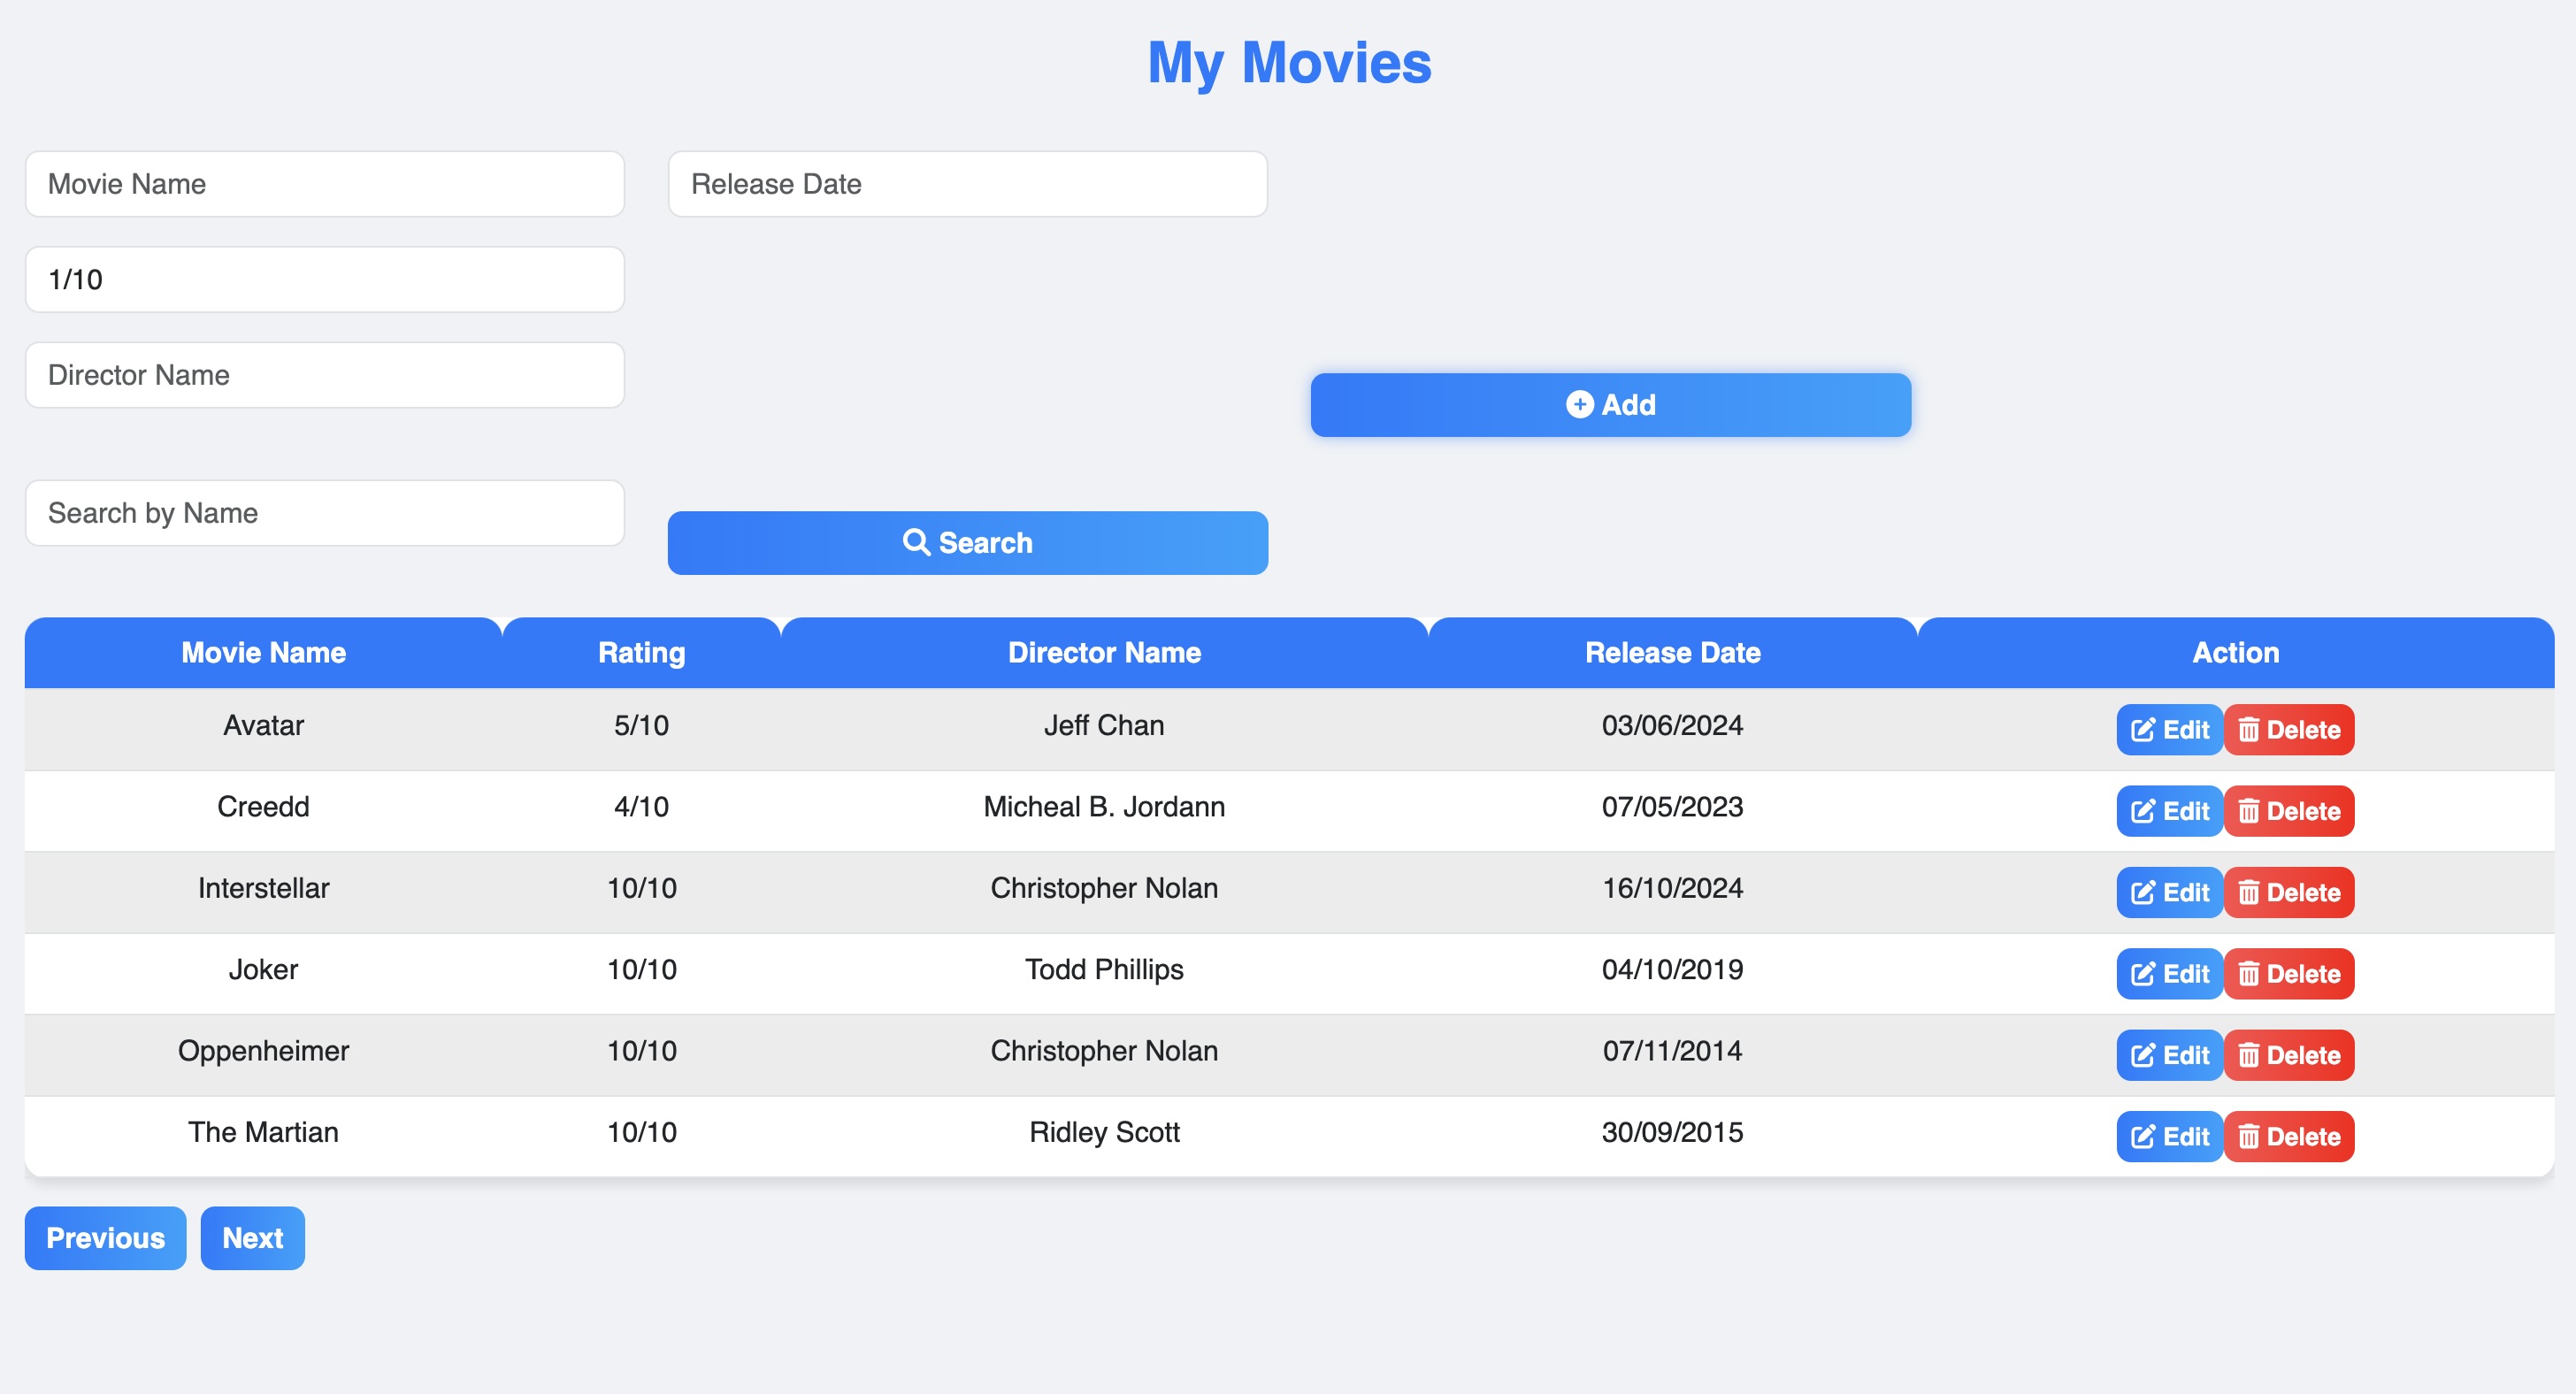 My Movies
Movie Name
Release Date
1/10
Director Name
Add
Search by Name
Search
Movie Name Rating Director Name Release Date Action
Avatar 5/10 Jeff Chan 03/06/2024 Edit Delete
Creedd 4/10 Micheal B. Jordann 07/05/2023 Edit Delete
Interstellar 10/10 Christopher Nolan 16/10/2024 Edit Delete
Joker 10/10 Todd Phillips 04/10/2019 Edit Delete
Oppenheimer 10/10 Christopher Nolan 07/11/2014 Edit Delete
The Martian 10/10 Ridley Scott 30/09/2015 Edit Delete
Previous Next